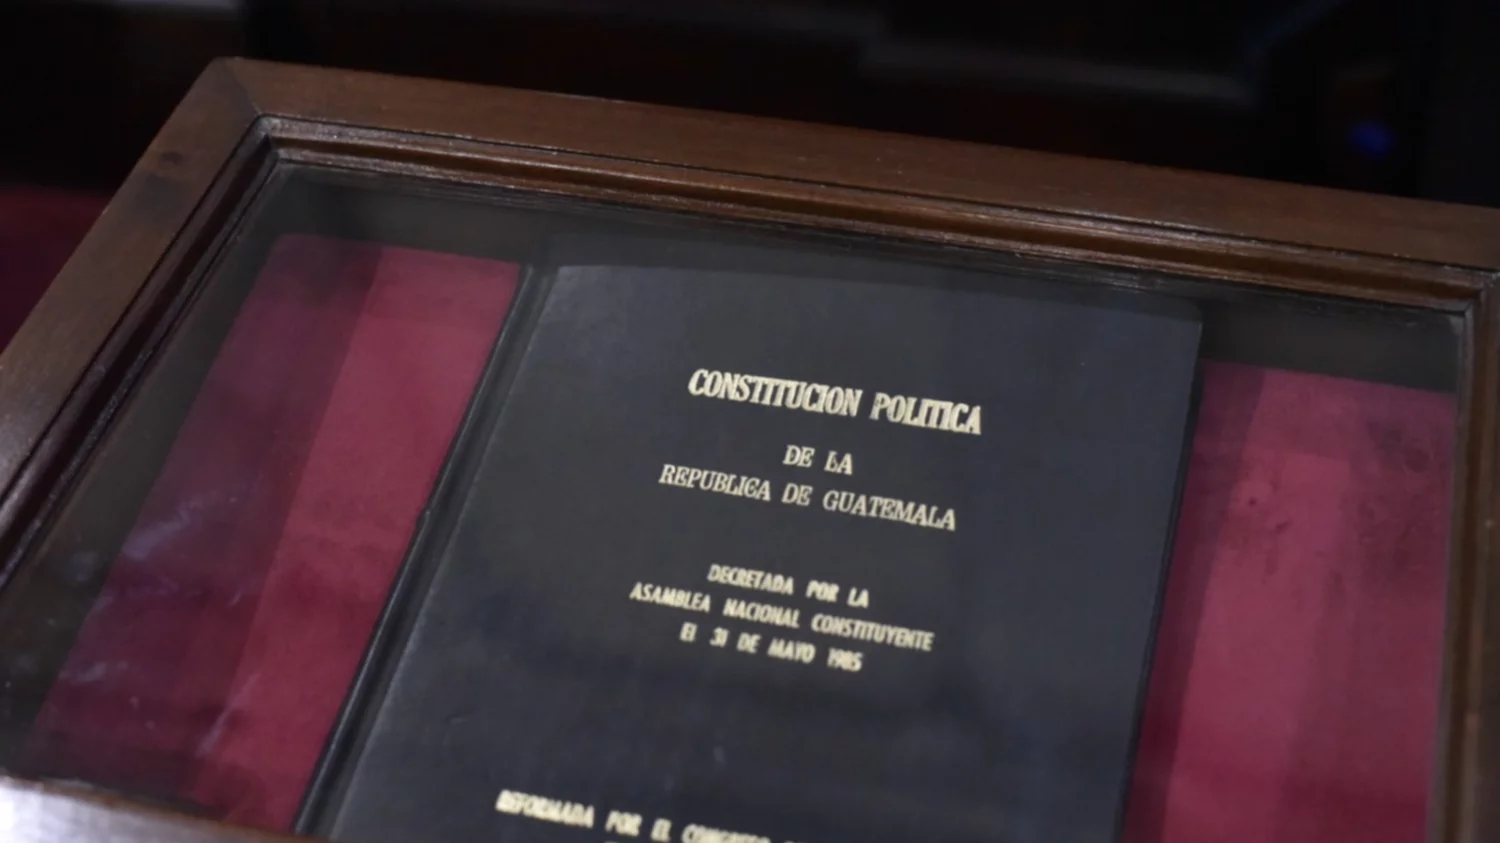 CONSTITUCION POLITICA
DE LA
REPUBLICA DE GUATEMALA
DECRETADA POR LA
ASAMBLEA NACIONAL CONSTITUYENTE
EL 31 DE MAYO 1985
REFORMADA POR EL CONGRESO